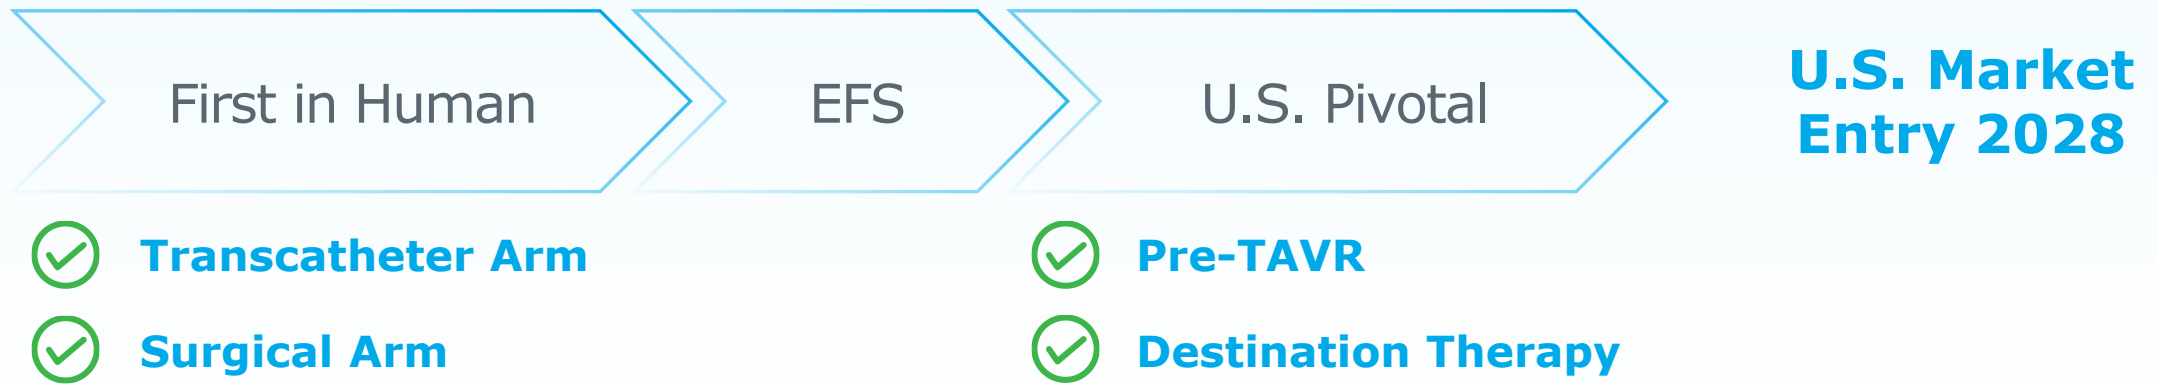 First in Human
EFS
U.S. Pivotal
U.S. Market
Entry 2028
Transcatheter Arm
Pre-TAVR
Surgical Arm
Destination Therapy